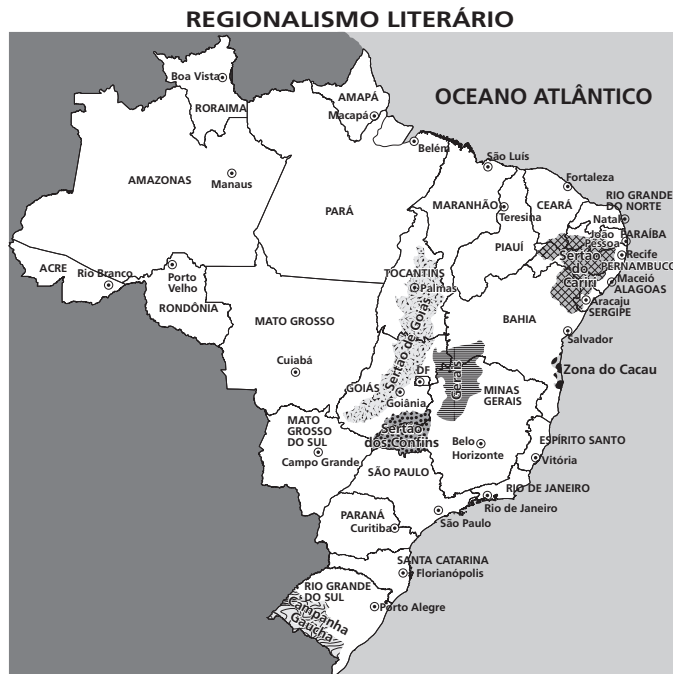 REGIONALISMO LITERÁRIO
OCEANO ATLÂNTICO
Boa Vista
RORAIMA
AMAPÁ
Macapá
Belém
São Luís
Fortaleza
AMAZONAS
Manaus
PARÁ
MARANHÃO
Teresina
CEARÁ
RIO GRANDE
DO NORTE
Natal
PARAÍBA
João
Pessoa
PIAUÍ
Recife
PERNAMBUCO
Sertão
do
Cariri
Maceió
ALAGOAS
Aracaju
SERGIPE
ACRE
Rio Branco
Porto
Velho
RONDÔNIA
TOCANTINS
Palmas
Sertão de Goiás
MATO GROSSO
Cuiabá
BAHIA
Salvador
Zona do Cacau
GOIÁS
DF
Goiânia
Gerais
MINAS
GERAIS
Belo
Horizonte
MATO
GROSSO
DO SUL
Campo Grande
Sertão
dos Confins
ESPÍRITO SANTO
Vitória
SÃO PAULO
RIO DE JANEIRO
Rio de Janeiro
São Paulo
PARANÁ
Curitiba
SANTA CATARINA
Florianópolis
RIO GRANDE
DO SUL
Porto Alegre
Campanha
Gaúcha